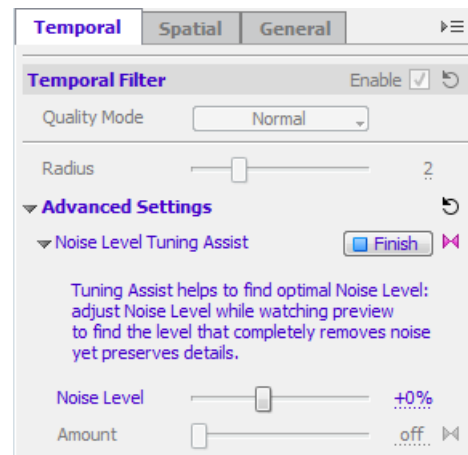 Temporal Spatial General
Temporal Filter Enable
Quality Mode Normal
Radius 2
Advanced Settings
Noise Level Tuning Assist Finish
Tuning Assist helps to find optimal Noise Level:
adjust Noise Level while watching preview
to find the level that completely removes noise
yet preserves details.
Noise Level +0%
Amount off